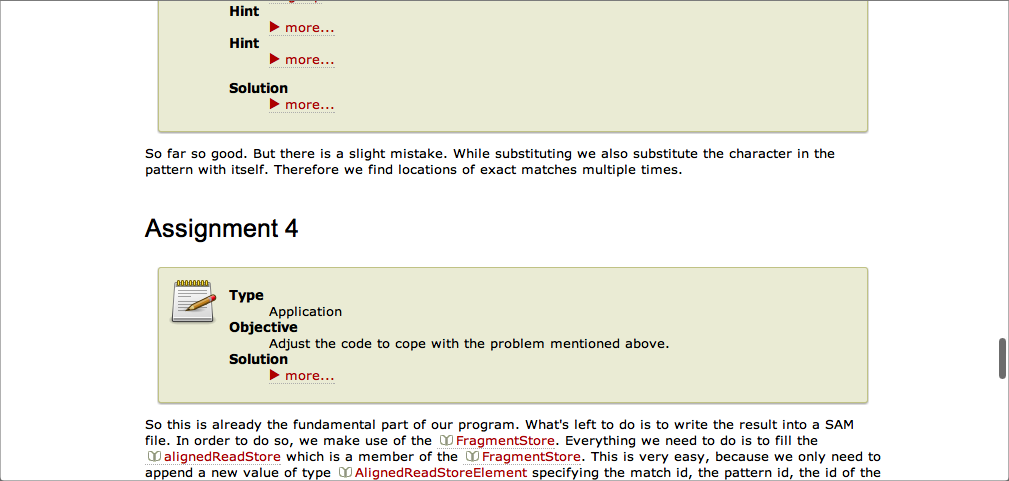 Hint
▶ more...
Hint
▶ more...
Solution
▶ more...
So far so good. But there is a slight mistake. While substituting we also substitute the character in the
pattern with itself. Therefore we find locations of exact matches multiple times.
Assignment 4
Type
Application
Objective
Adjust the code to cope with the problem mentioned above.
Solution
▶ more...
So this is already the fundamental part of our program. What's left to do is to write the result into a SAM
file. In order to do so, we make use of the FragmentStore. Everything we need to do is to fill the
alignedReadStore which is a member of the FragmentStore. This is very easy, because we only need to
append a new value of type AlignedReadStoreElement specifying the match id, the pattern id, the id of the